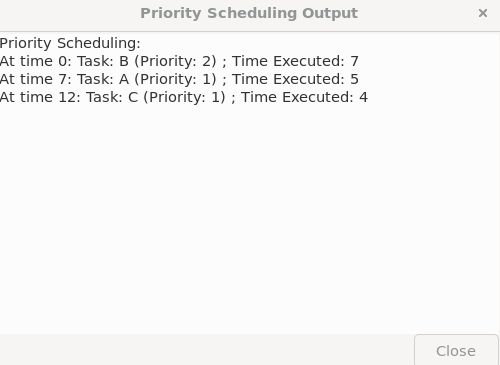 Priority Scheduling Output
×
Priority Scheduling:
At time 0: Task: B (Priority: 2) ; Time Executed: 7
At time 7: Task: A (Priority: 1) ; Time Executed: 5
At time 12: Task: C (Priority: 1) ; Time Executed: 4
Close